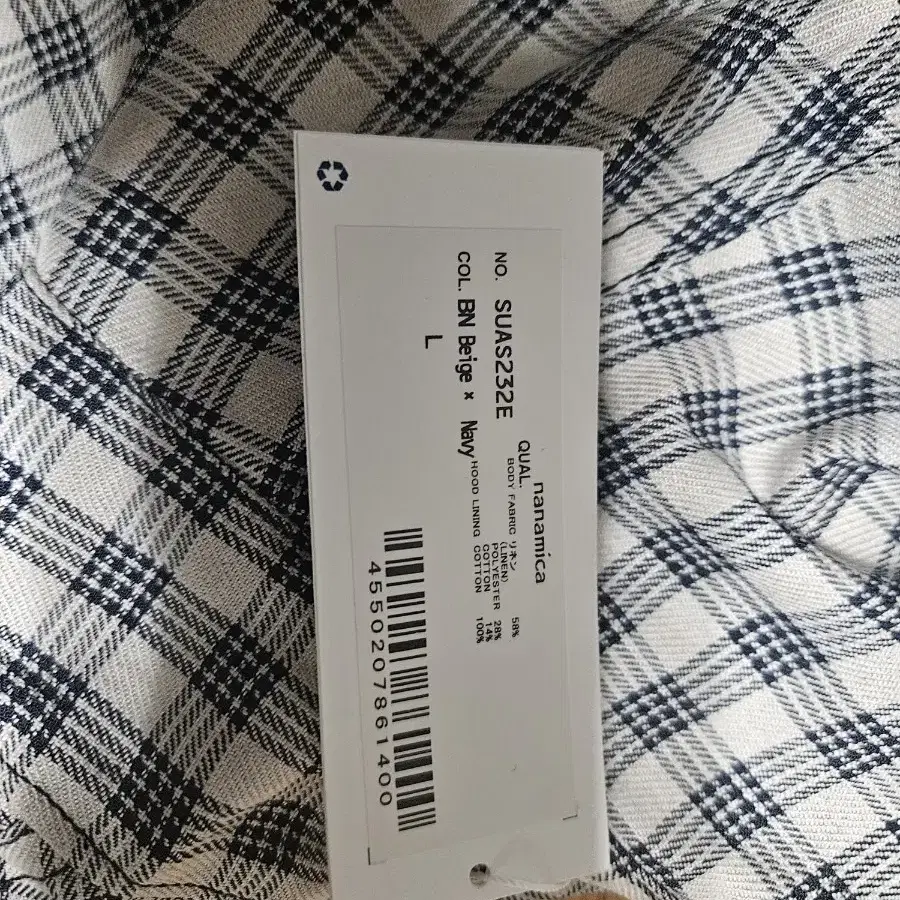 nanamica
QUAL.
BODY FABRIC リネン
(LINEN) 58%
POLYESTER 28%
COTTON 14%
HOOD LINING COTTON 100%
NO. SUAS232E
COL. BN Beige × Navy
L
4550207861400